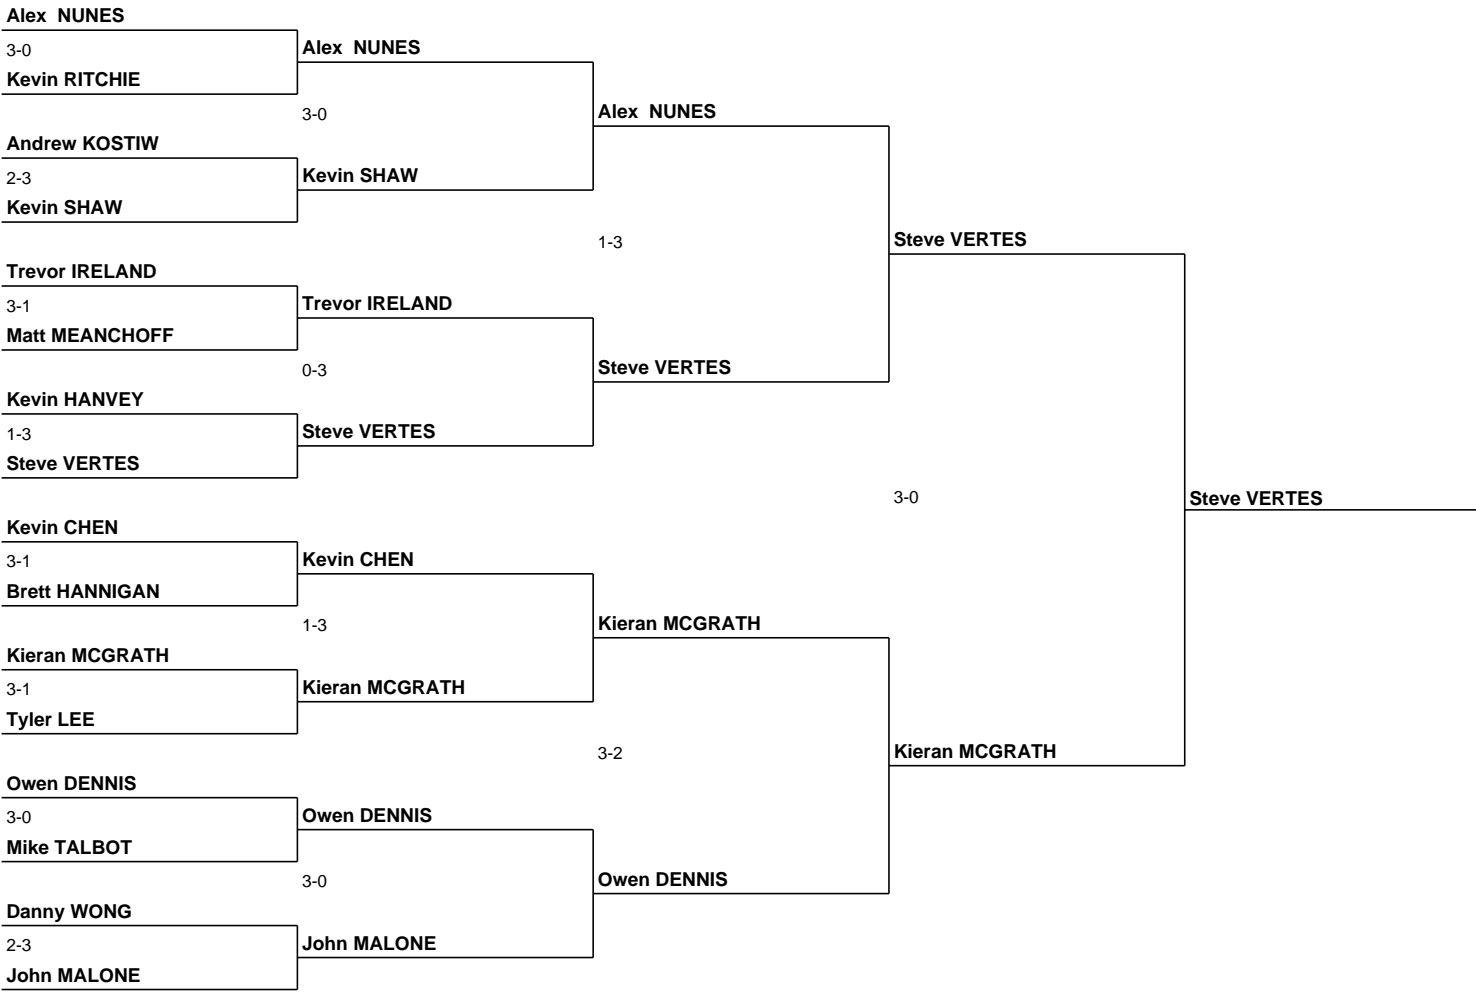 Alex  NUNES
3-0
Kevin RITCHIE
Andrew KOSTIW
2-3
Kevin SHAW
Trevor IRELAND
3-1
Matt MEANCHOFF
Kevin HANVEY
1-3
Steve VERTES
Kevin CHEN
3-1
Brett HANNIGAN
Kieran MCGRATH
3-1
Tyler LEE
Owen DENNIS
3-0
Mike TALBOT
Danny WONG
2-3
John MALONE
Alex  NUNES
3-0
Kevin SHAW
Trevor IRELAND
0-3
Steve VERTES
Kevin CHEN
1-3
Kieran MCGRATH
Owen DENNIS
3-0
John MALONE
Alex  NUNES
1-3
Steve VERTES
Kieran MCGRATH
3-2
Owen DENNIS
Steve VERTES
3-0
Kieran MCGRATH
Steve VERTES